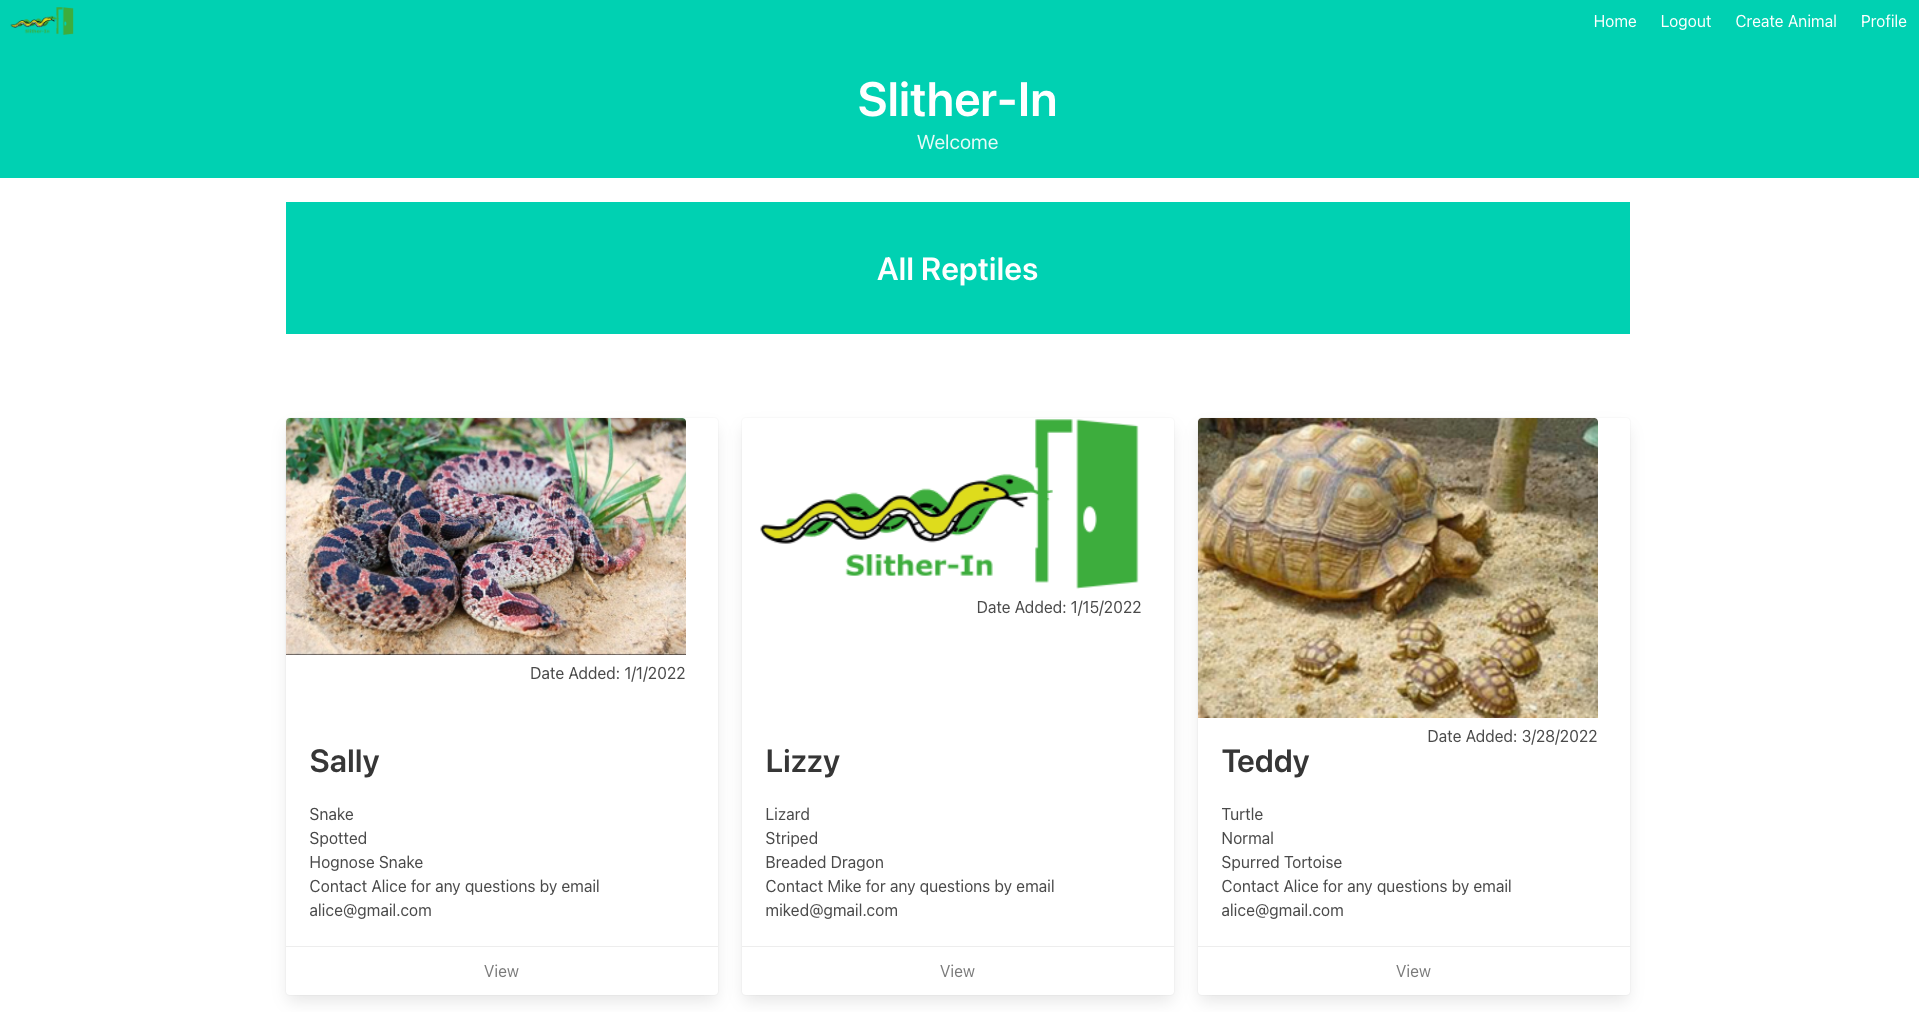 Home Logout Create Animal Profile
Slither-In
Welcome
All Reptiles
Date Added: 1/1/2022
Sally
Snake
Spotted
Hognose Snake
Contact Alice for any questions by email
alice@gmail.com
View
Slither-In
Date Added: 1/15/2022
Lizzy
Lizard
Striped
Breaded Dragon
Contact Mike for any questions by email
miked@gmail.com
View
Date Added: 3/28/2022
Teddy
Turtle
Normal
Spurred Tortoise
Contact Alice for any questions by email
alice@gmail.com
View